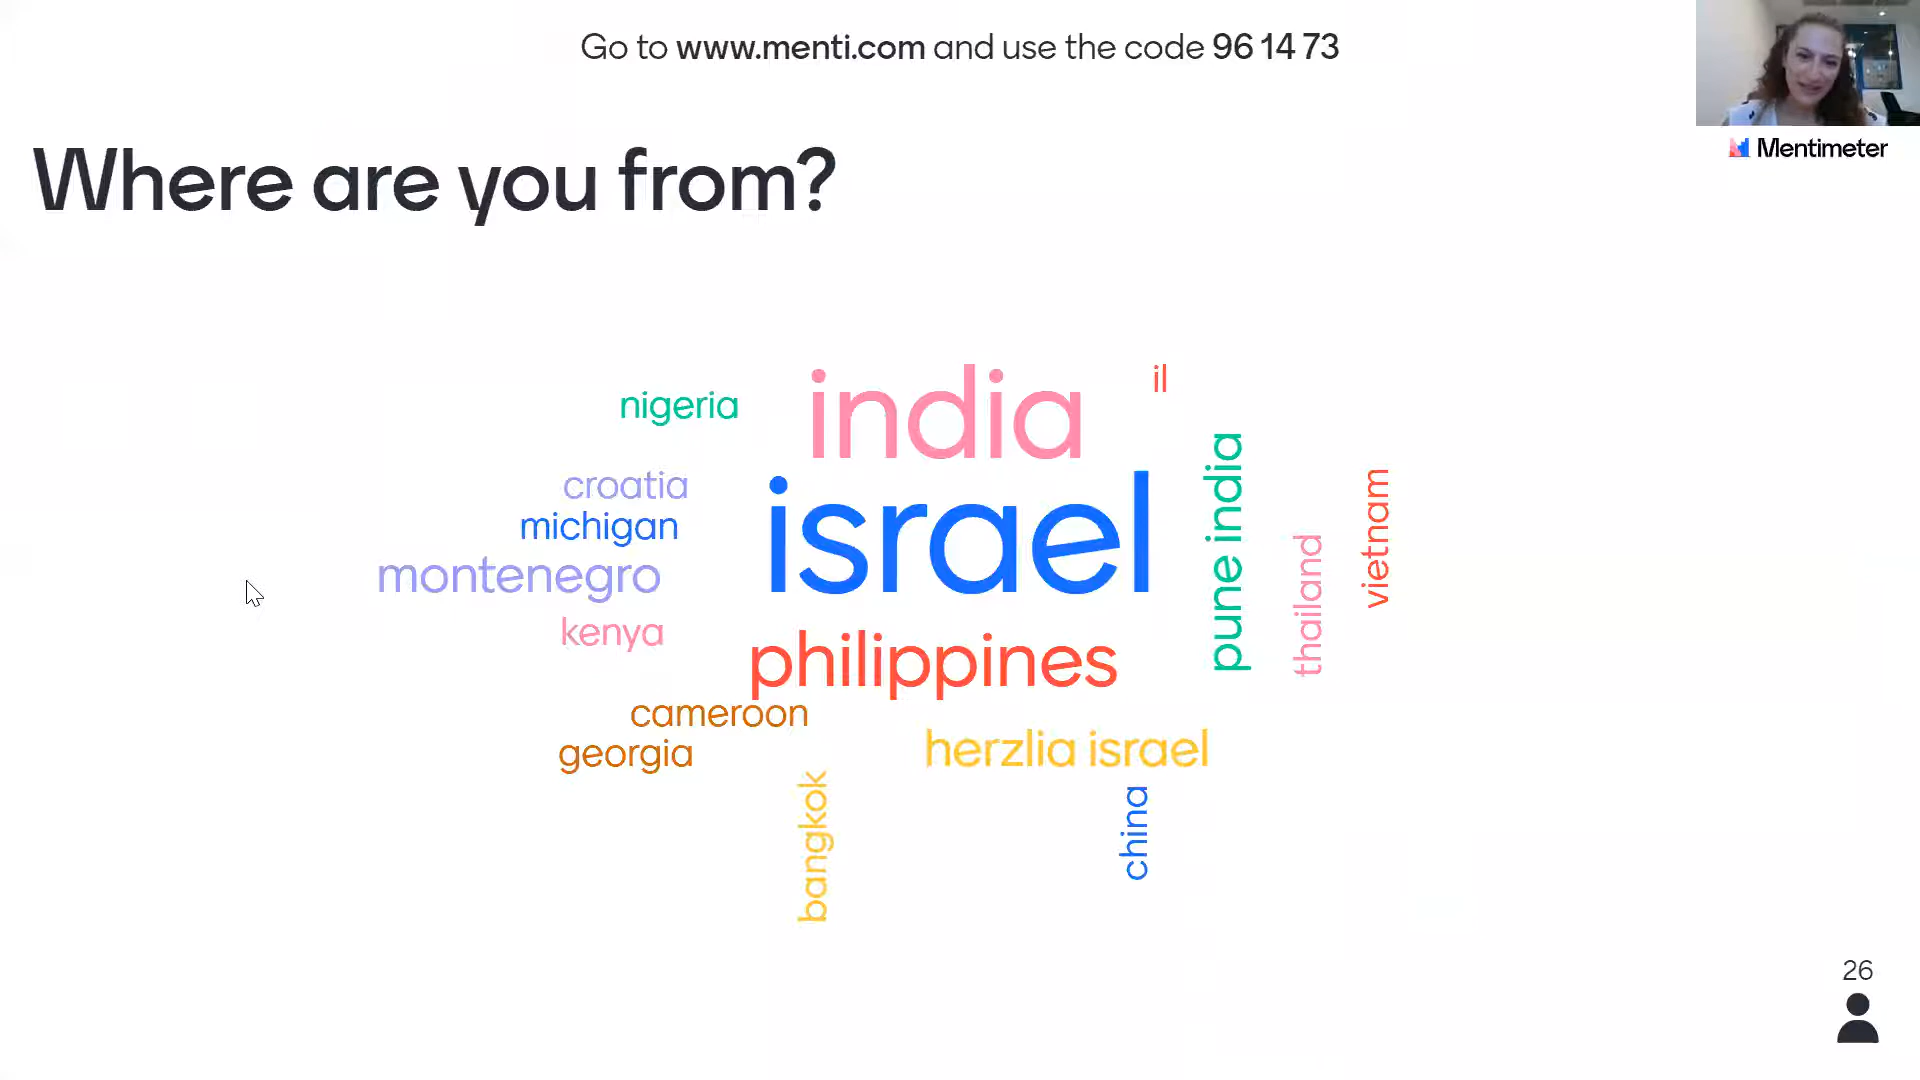 Go to www.menti.com and use the code 96 14 73
Mentimeter
Where are you from?
india
il
nigeria
israel
pune india
vietnam
croatia
michigan
thailand
montenegro
kenya
philippines
cameroon
georgia
herzlia israel
bangkok
china
26